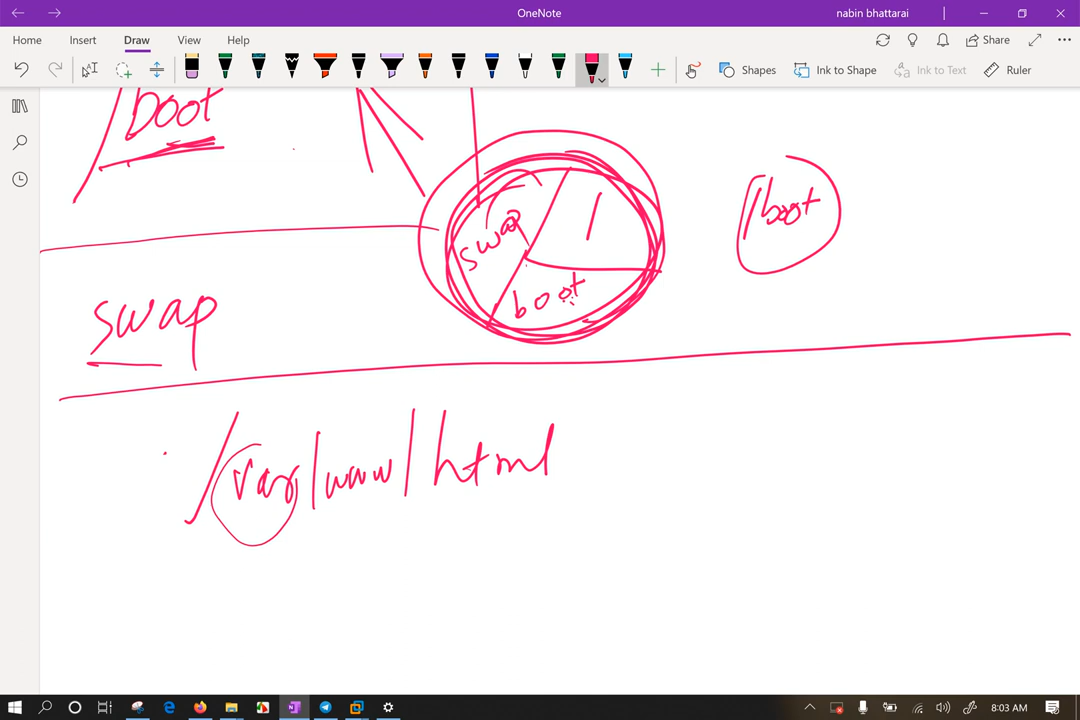 OneNote
nabin bhattarai
Home Insert Draw View Help
Share
Shapes
Ink to Shape
Ink to Text
Ruler
/boot
swap
/
boot
/boot
swap
/var/www/html
8:03 AM